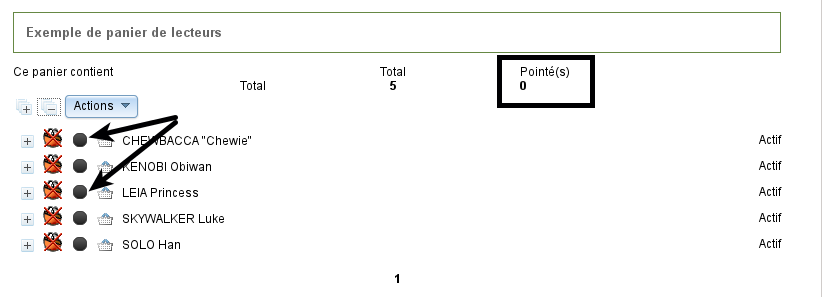 Exemple de panier de lecteurs
Ce panier contient Total Pointé(s)
Total 5 0
Actions
CHEWBACCA "Chewie" Actif
KENOBI Obiwan Actif
LEIA Princess Actif
SKYWALKER Luke Actif
SOLO Han Actif
1